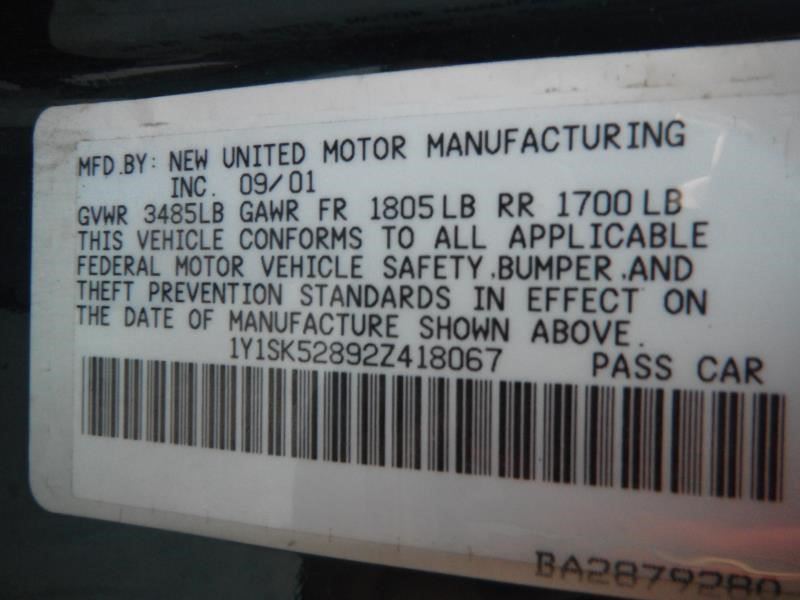 MFD.BY: NEW UNITED MOTOR MANUFACTURING
INC. 09/01
GVWR 3485LB GAWR FR 1805LB RR 1700LB
THIS VEHICLE CONFORMS TO ALL APPLICABLE
FEDERAL MOTOR VEHICLE SAFETY.BUMPER.AND
THEFT PREVENTION STANDARDS IN EFFECT ON
THE DATE OF MANUFACTURE SHOWN ABOVE.
1Y1SK52892Z418067 PASS CAR
BA2879280